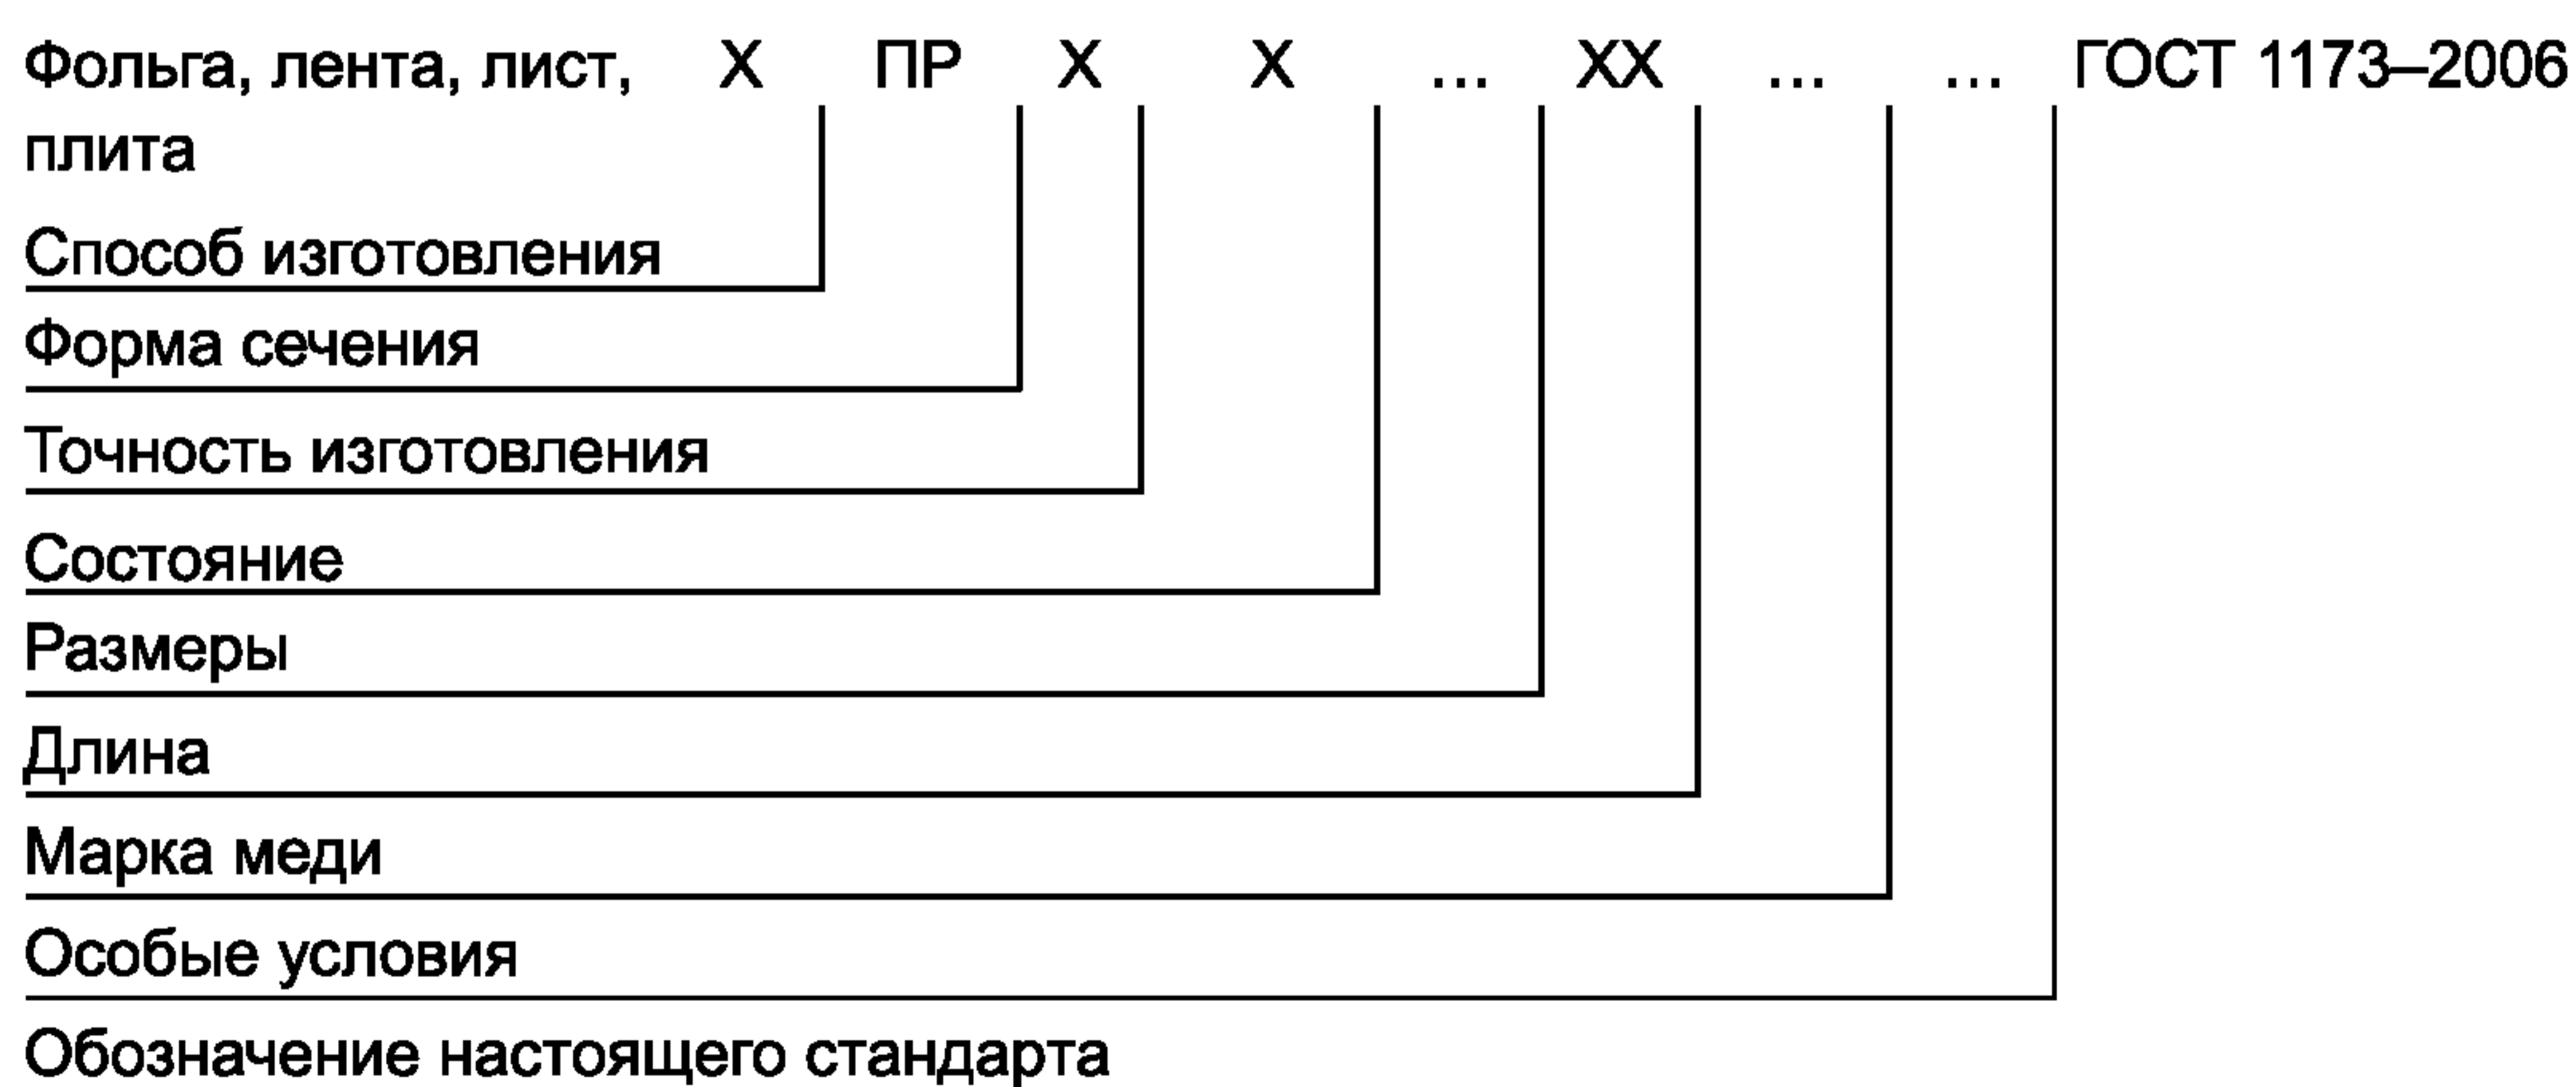 Фольга, лента, лист, Х ПР Х Х ... ХХ ... ... ГОСТ 1173–2006
плита
Способ изготовления
Форма сечения
Точность изготовления
Состояние
Размеры
Длина
Марка меди
Особые условия
Обозначение настоящего стандарта